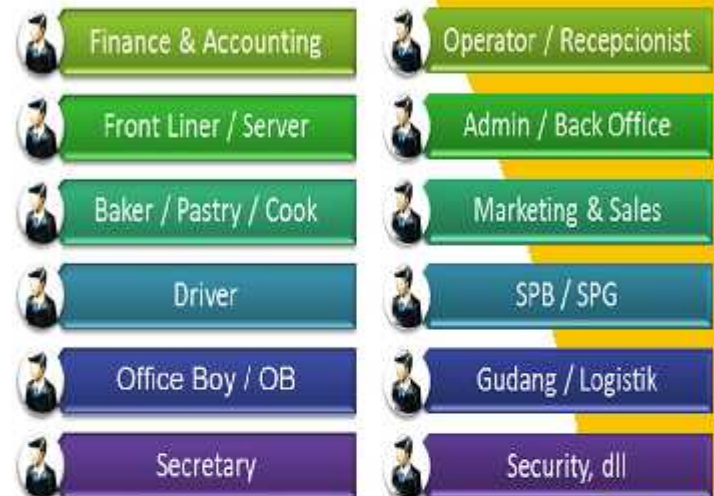 Finance & Accounting
Operator / Recepcionist
Front Liner / Server
Admin / Back Office
Baker / Pastry / Cook
Marketing & Sales
Driver
SPB / SPG
Office Boy / OB
Gudang / Logistik
Secretary
Security, dll